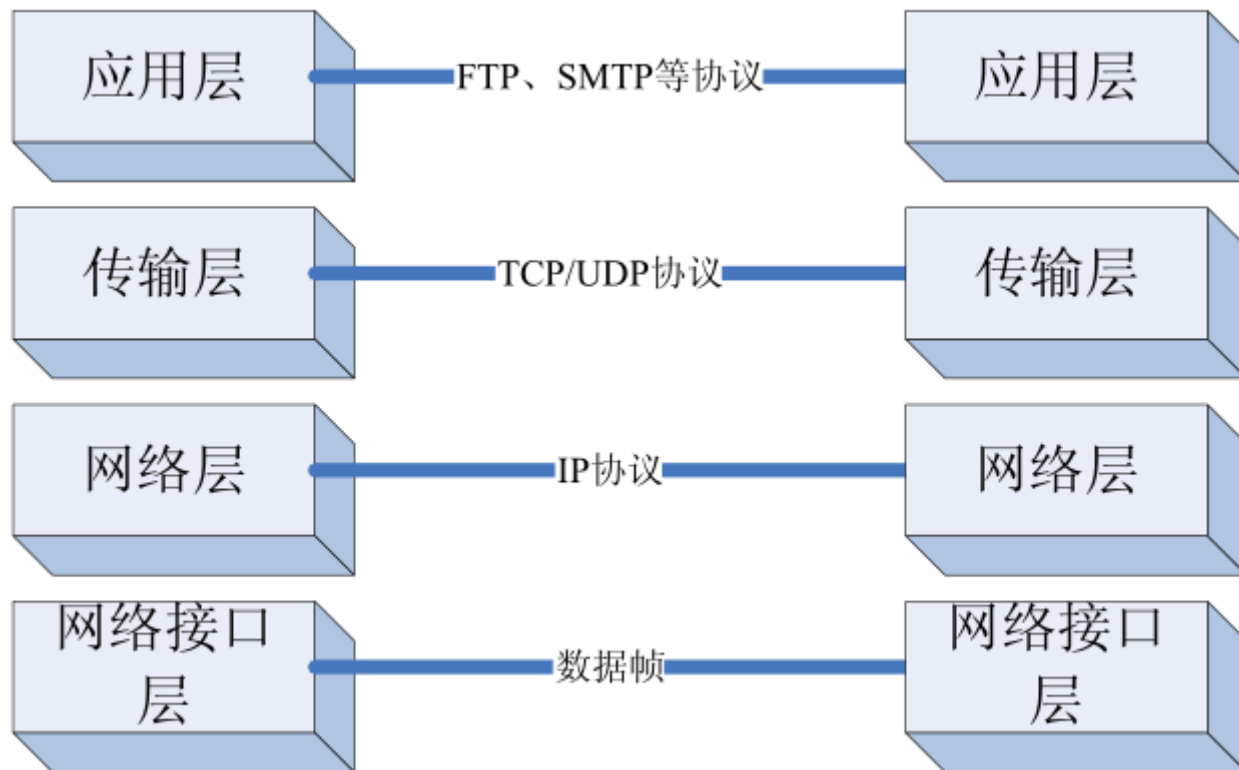 应用层
FTP、SMTP等协议
应用层
传输层
TCP/UDP协议
传输层
网络层
IP协议
网络层
网络接口
层
数据帧
网络接口
层